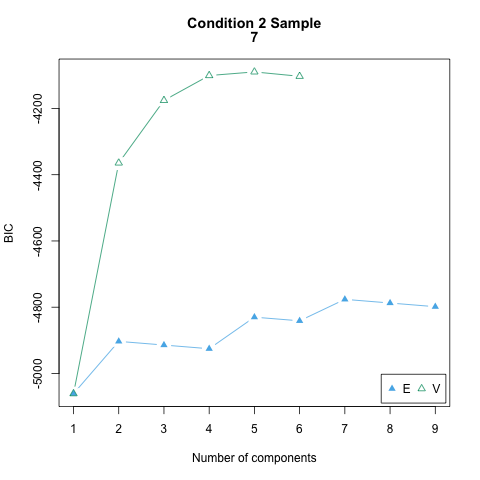 Condition 2 Sample
7
BIC
-4200
-4400
-4600
-4800
-5000
E V
1 2 3 4 5 6 7 8 9
Number of components